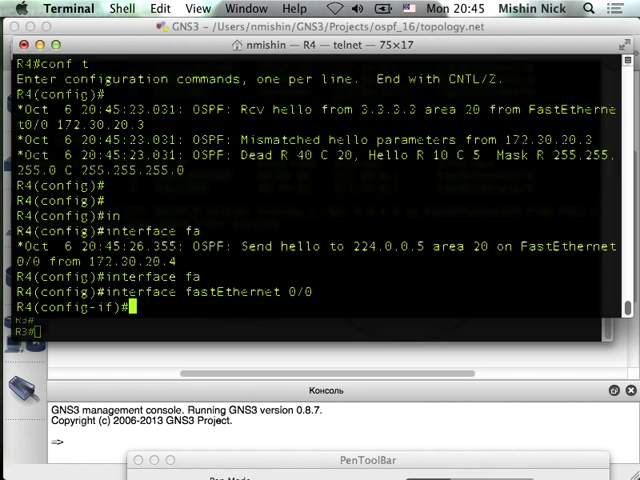 Terminal Shell Edit View Window Help Mon 20:45 Mishin Nick
GNS3 – /Users/nmishin/GNS3/Projects/ospf_16/topology.net
nmishin — R4 — telnet — 75×17
R4#conf t
Enter configuration commands, one per line.  End with CNTL/Z.
R4(config)#
*Oct  6 20:45:23.031: OSPF: Rcv hello from 3.3.3.3 area 20 from FastEtherne
t0/0 172.30.20.3
*Oct  6 20:45:23.031: OSPF: Mismatched hello parameters from 172.30.20.3
*Oct  6 20:45:23.031: OSPF: Dead R 40 C 20, Hello R 10 C 5  Mask R 255.255.
255.0 C 255.255.255.0
R4(config)#
R4(config)#
R4(config)#in
R4(config)#interface fa
*Oct  6 20:45:26.355: OSPF: Send hello to 224.0.0.5 area 20 on FastEthernet
0/0 from 172.30.20.4
R4(config)#interface fa
R4(config)#interface fastEthernet 0/0
R4(config-if)#
R3#
R3#
Консоль
GNS3 management console. Running GNS3 version 0.8.7.
Copyright (c) 2006-2013 GNS3 Project.
=>
PenToolBar
Pen Mode